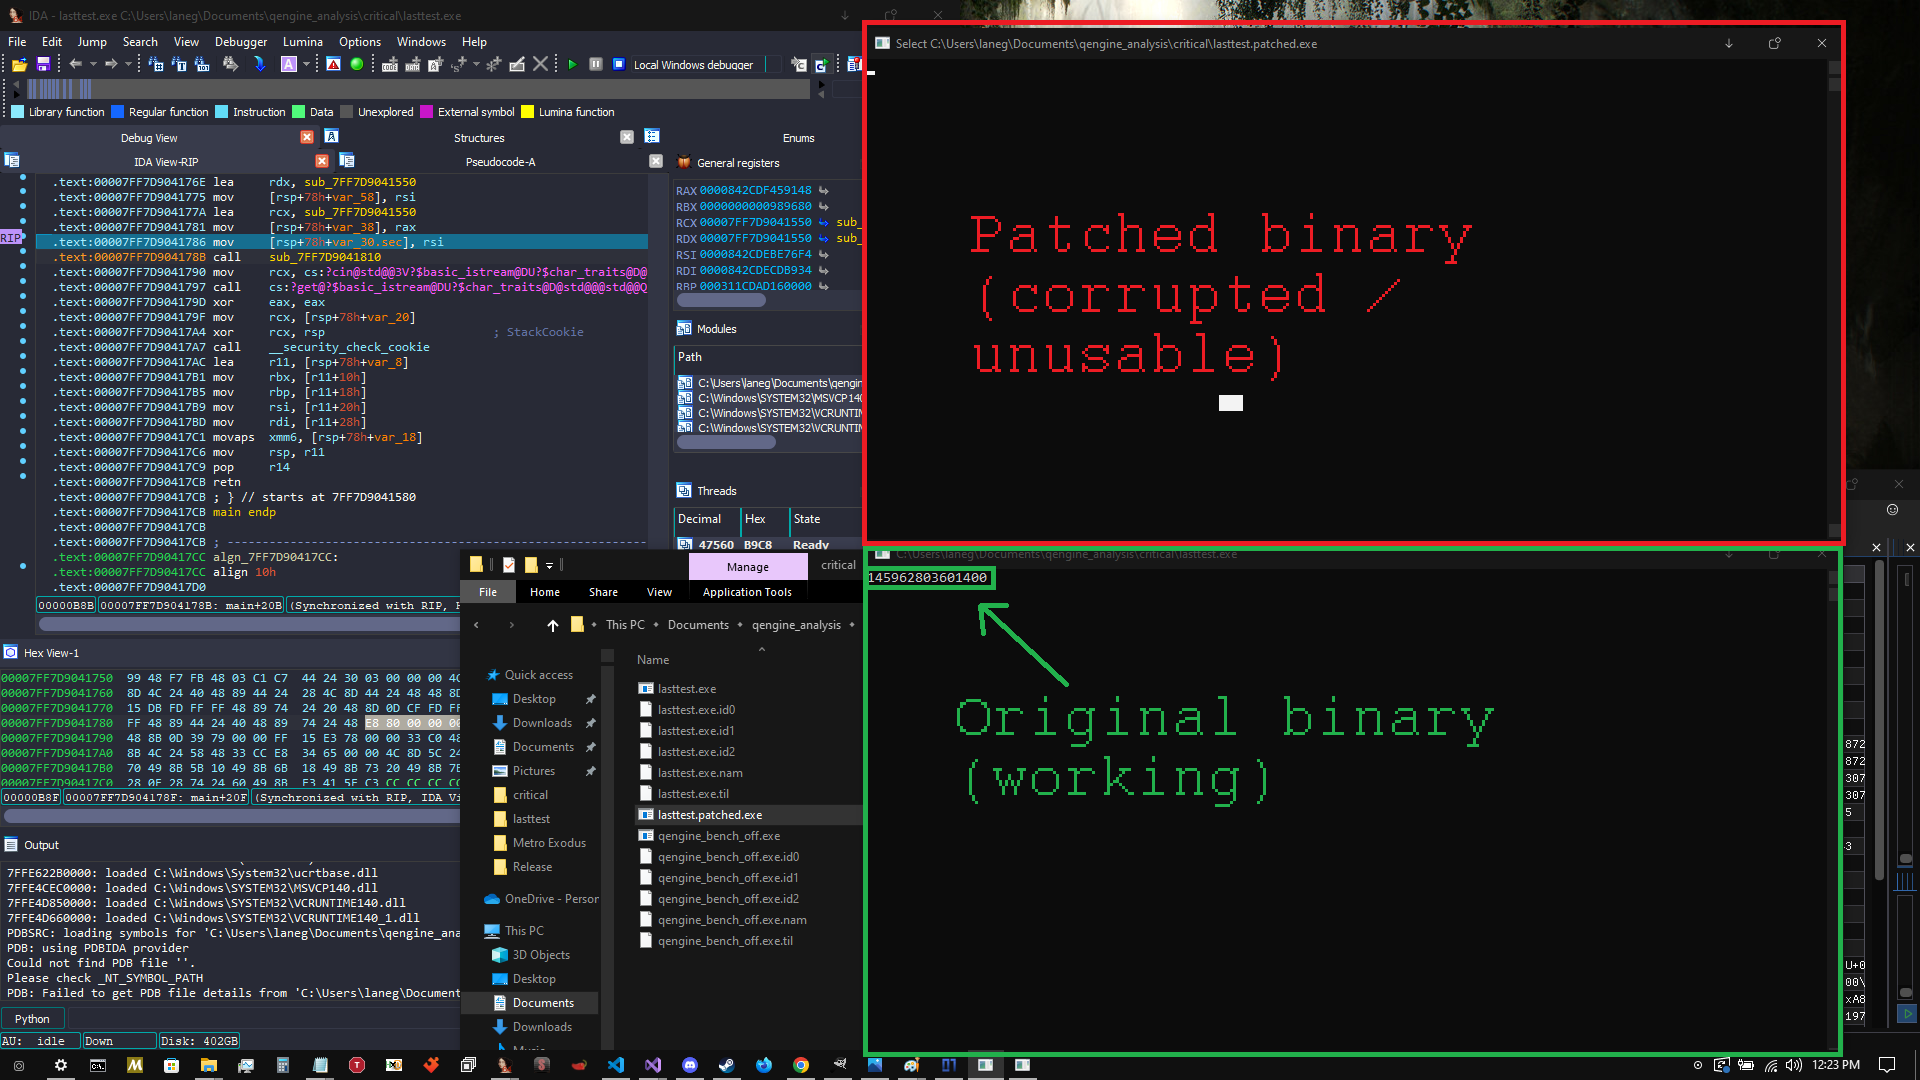 IDA - lasttest.exe C:\Users\laneg\Documents\qengine_analysis\critical\lasttest.exe
File Edit Jump Search View Debugger Lumina Options Windows Help
Local Windows debugger
Library function Regular function Instruction Data Unexplored External symbol Lumina function
Debug View Structures Enums
IDA View-RIP Pseudocode-A General registers
.text:00007FF7D904176E lea rdx, sub_7FF7D9041550
.text:00007FF7D9041775 mov [rsp+78h+var_58], rsi
.text:00007FF7D904177A lea rcx, sub_7FF7D9041550
.text:00007FF7D9041781 mov [rsp+78h+var_38], rax
RIP
.text:00007FF7D9041786 mov [rsp+78h+var_30.sec], rsi
.text:00007FF7D904178B call sub_7FF7D9041810
.text:00007FF7D9041790 mov rcx, cs:?cin@std@@3V?$basic_istream@DU?$char_traits@D@
.text:00007FF7D9041797 call cs:?get@?$basic_istream@DU?$char_traits@D@std@@@std@@Q
.text:00007FF7D904179D xor eax, eax
.text:00007FF7D904179F mov rcx, [rsp+78h+var_20]
.text:00007FF7D90417A4 xor rcx, rsp ; StackCookie
.text:00007FF7D90417A7 call __security_check_cookie
.text:00007FF7D90417AC lea r11, [rsp+78h+var_8]
.text:00007FF7D90417B1 mov rbx, [r11+10h]
.text:00007FF7D90417B5 mov rbp, [r11+18h]
.text:00007FF7D90417B9 mov rsi, [r11+20h]
.text:00007FF7D90417BD mov rdi, [r11+28h]
.text:00007FF7D90417C1 movaps xmm6, [rsp+78h+var_18]
.text:00007FF7D90417C6 mov rsp, r11
.text:00007FF7D90417C9 pop r14
.text:00007FF7D90417CB retn
.text:00007FF7D90417CB ; } // starts at 7FF7D9041580
.text:00007FF7D90417CB main endp
.text:00007FF7D90417CB
.text:00007FF7D90417CB ; ----------------------------------------------------------
.text:00007FF7D90417CC algn_7FF7D90417CC:
.text:00007FF7D90417CC align 10h
.text:00007FF7D90417D0
00000B8B 00007FF7D904178B: main+20B (Synchronized with RIP,
RAX 0000842CDF459148
RBX 0000000000989680
RCX 00007FF7D9041550 sub_
RDX 00007FF7D9041550 sub_
RSI 0000842CDEBE76F4
RDI 0000842CDECDB934
RBP 000311CDAD160000
Modules
Path
C:\Users\laneg\Documents\qengin
C:\Windows\SYSTEM32\MSVCP140
C:\Windows\SYSTEM32\VCRUNTIM
C:\Windows\SYSTEM32\VCRUNTIM
Threads
Decimal Hex State
47560 B9C8 Ready
Hex View-1
00007FF7D9041750 99 48 F7 FB 48 03 C1 C7 44 24 30 03 00 00 00 4C
00007FF7D9041760 8D 4C 24 40 48 89 44 24 28 4C 8D 44 24 48 48 8D
00007FF7D9041770 15 DB FD FF FF 48 89 74 24 20 48 8D 0D CF FD FF
00007FF7D9041780 FF 48 89 44 24 40 48 89 74 24 48 E8 80 00 00 00
00007FF7D9041790 48 8B 0D 39 79 00 00 FF 15 E3 78 00 00 33 C0 48
00007FF7D90417A0 8B 4C 24 58 48 33 CC E8 34 65 00 00 4C 8D 5C 24
00007FF7D90417B0 70 49 8B 5B 10 49 8B 6B 18 49 8B 73 20 49 8B 7B
00007FF7D90417C0 28 0F 28 74 24 60 49 8B E3 41 5E C3 CC CC CC CC
00000B8F 00007FF7D904178F: main+20F (Synchronized with RIP, IDA Vi
Output
7FFE622B0000: loaded C:\Windows\System32\ucrtbase.dll
7FFE4CEC0000: loaded C:\Windows\SYSTEM32\MSVCP140.dll
7FFE4D850000: loaded C:\Windows\SYSTEM32\VCRUNTIME140.dll
7FFE4D660000: loaded C:\Windows\SYSTEM32\VCRUNTIME140_1.dll
PDBSRC: loading symbols for 'C:\Users\laneg\Documents\qengine_ana
PDB: using PDBIDA provider
Could not find PDB file ''.
Please check _NT_SYMBOL_PATH
PDB: Failed to get PDB file details from 'C:\Users\laneg\Document
Python
AU: idle Down Disk: 402GB
Manage critical
File Home Share View Application Tools
This PC Documents qengine_analysis
Quick access
Desktop
Downloads
Documents
Pictures
critical
lasttest
Metro Exodus
Release
OneDrive - Person
This PC
3D Objects
Desktop
Documents
Downloads
Music
Name
lasttest.exe
lasttest.exe.id0
lasttest.exe.id1
lasttest.exe.id2
lasttest.exe.nam
lasttest.exe.til
lasttest.patched.exe
qengine_bench_off.exe
qengine_bench_off.exe.id0
qengine_bench_off.exe.id1
qengine_bench_off.exe.id2
qengine_bench_off.exe.nam
qengine_bench_off.exe.til
Select C:\Users\laneg\Documents\qengine_analysis\critical\lasttest.patched.exe
Patched binary
(corrupted /
unusable)
C:\Users\laneg\Documents\qengine_analysis\critical\lasttest.exe
145962803601400
Original binary
(working)
872
872
307
307
5
43
U+0
00\
xA8
197
12:23 PM